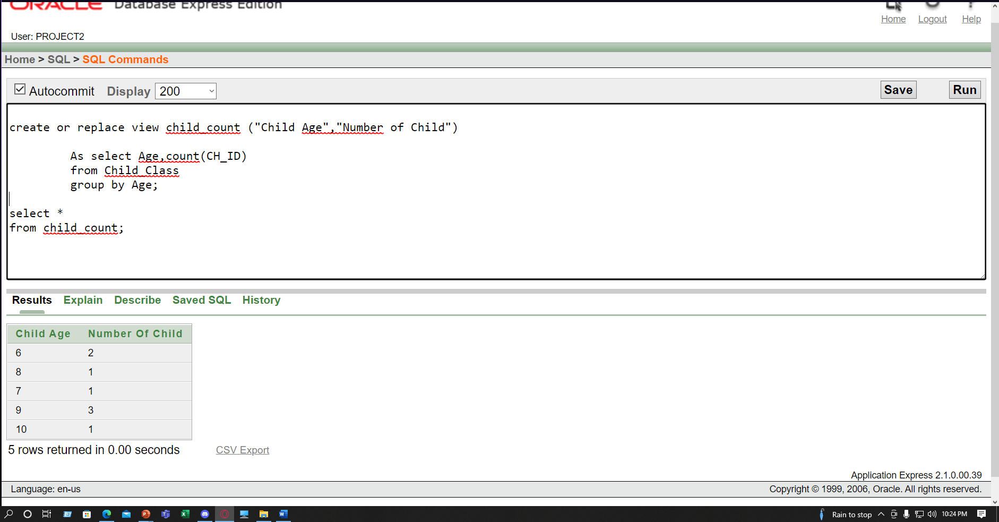 ORACLE Database Express Edition
Home Logout Help
User: PROJECT2
Home > SQL > SQL Commands
Autocommit Display 200 Save Run
create or replace view child_count ("Child Age","Number of Child")
As select Age,count(CH_ID)
from Child_Class
group by Age;
select *
from child_count;
Results Explain Describe Saved SQL History
Child Age Number Of Child
6 2
8 1
7 1
9 3
10 1
5 rows returned in 0.00 seconds CSV Export
Application Express 2.1.0.00.39
Language: en-us Copyright © 1999, 2006, Oracle. All rights reserved.
Rain to stop 10:24 PM